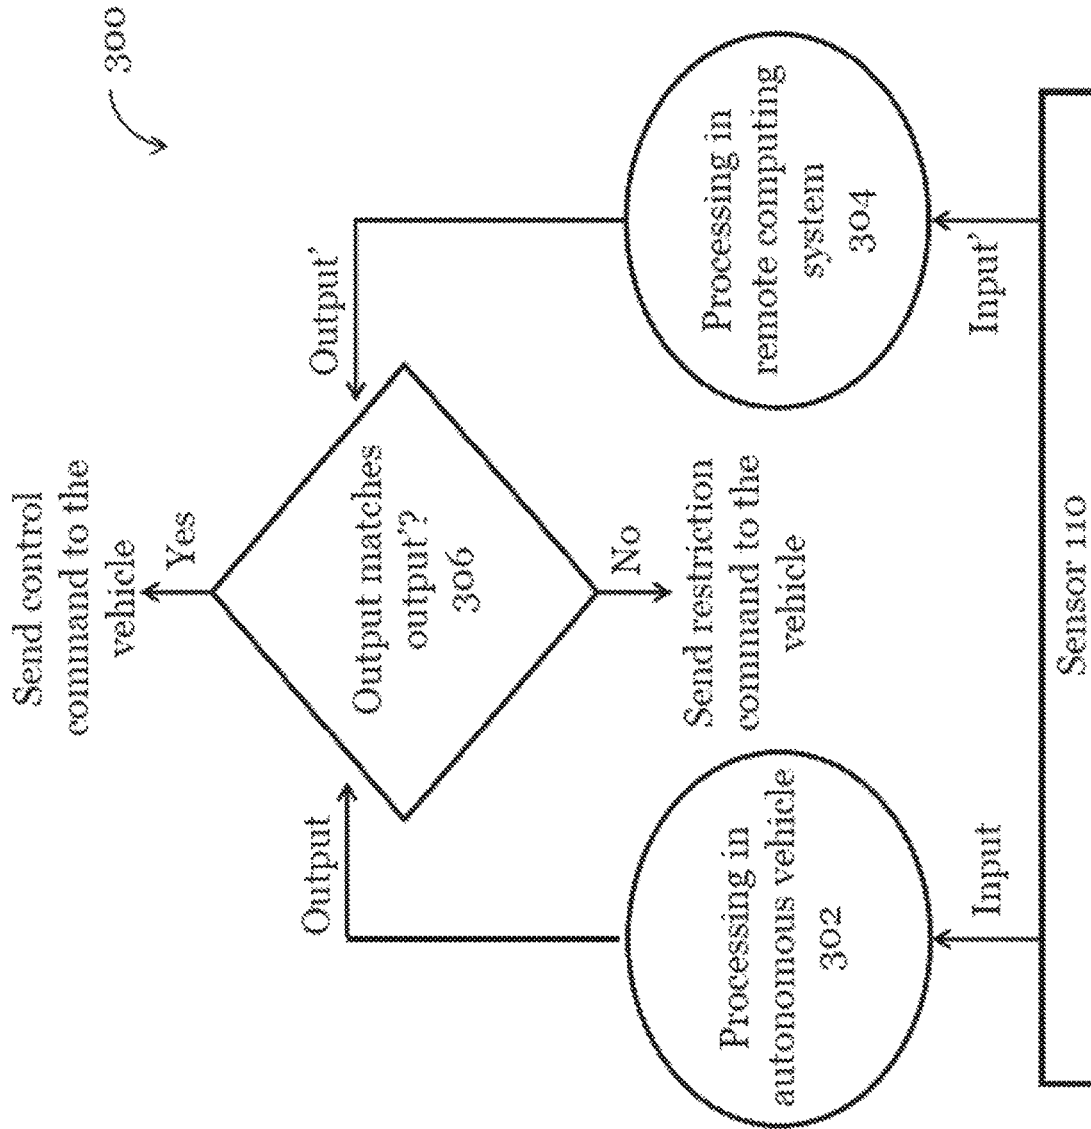 300
Send control
command to the
vehicle
Yes
Output
Output'
Output matches
output'?
306
No
Send restriction
command to the
vehicle
Processing in
autonomous vehicle
302
Processing in
remote computing
system
304
Input
Input'
Sensor 110